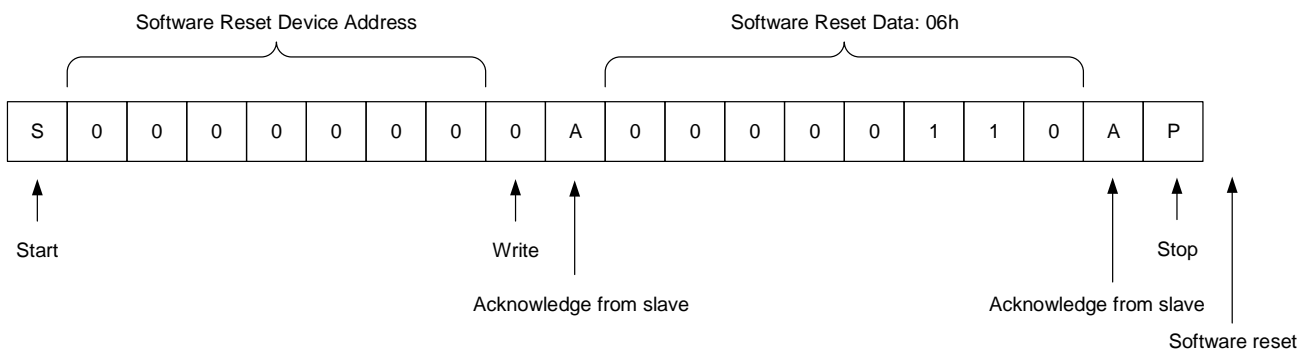 Software Reset Device Address Software Reset Data: 06h
S 0 0 0 0 0 0 0 0 A 0 0 0 0 0 1 1 0 A P
Start Write Stop
Acknowledge from slave Acknowledge from slave
Software reset